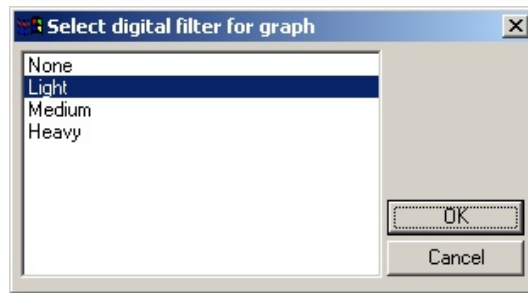 Select digital filter for graph
None
Light
Medium
Heavy
OK
Cancel